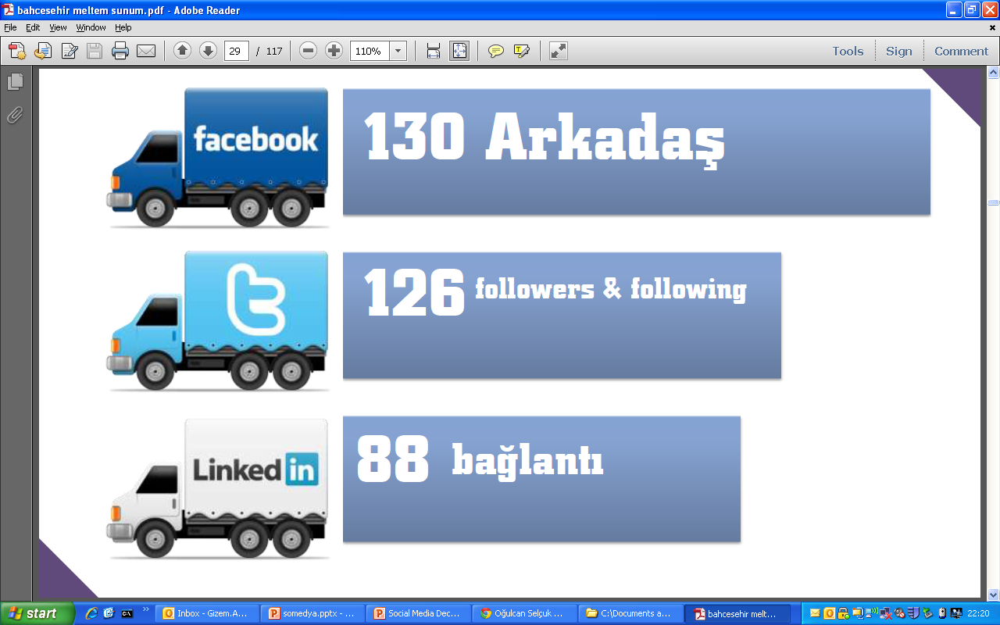 bahcesehir meltem sunum.pdf - Adobe Reader
File Edit View Window Help
29 / 117 110% Tools Sign Comment
facebook
130 Arkadaş
126 followers & following
Linked in
88 bağlantı
start Inbox - Gizem.A... somedya.pptx - ... Social Media Dec... Oğulcan Selçuk ... C:\Documents a... bahcesehir melt... 22:20